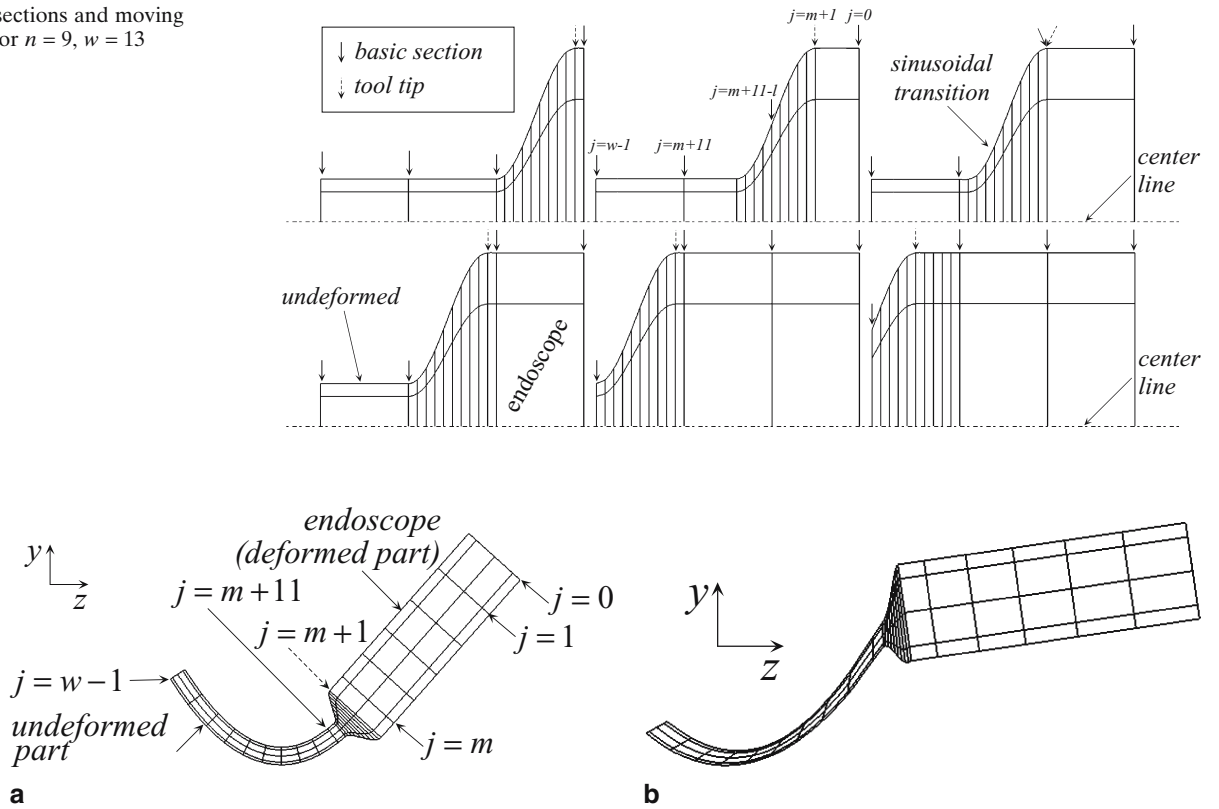 sections and moving
or n = 9, w = 13
basic section
tool tip
j=m+1 j=0
j=m+11-l
j=w-1
j=m+11
sinusoidal
transition
center
line
undeformed
endoscope
center
line
endoscope
(deformed part)
y
z
j = m+11
j = m+1
j = 0
j = 1
j = w−1
undeformed
part
j = m
a
y
z
b